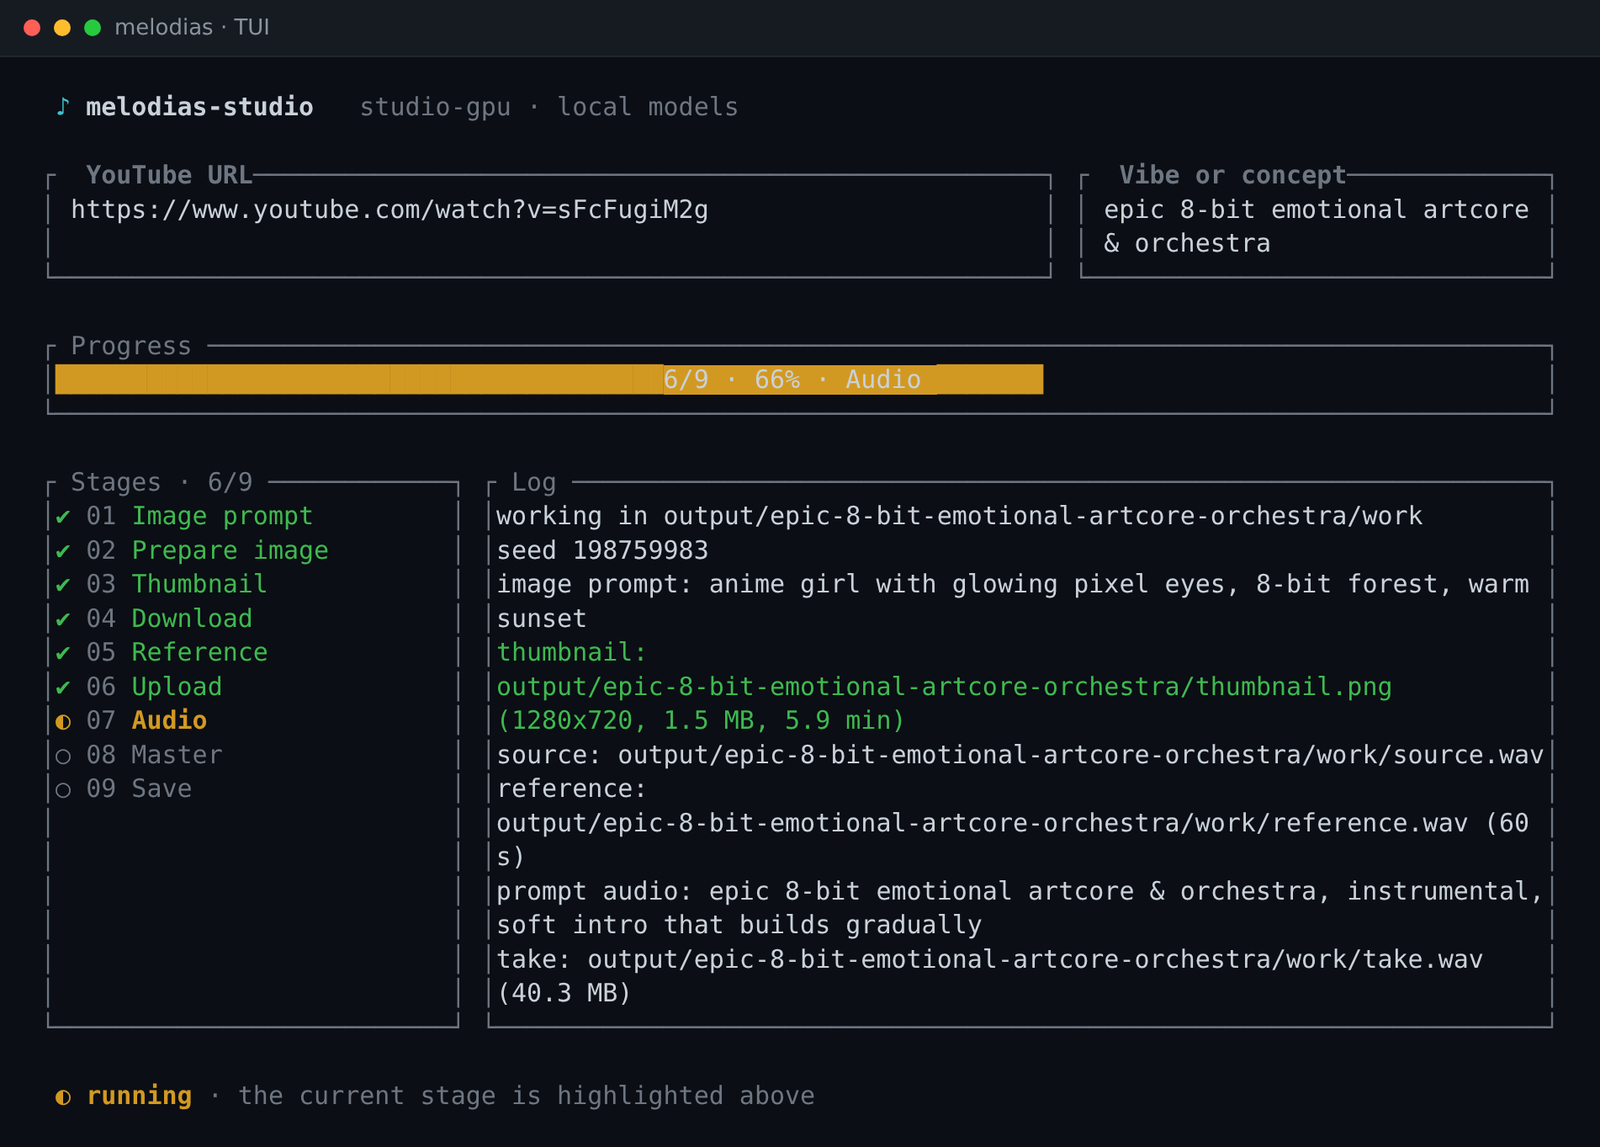 melodias · TUI
♪ melodias-studio studio-gpu · local models
YouTube URL
https://www.youtube.com/watch?v=sFcFugiM2g
Vibe or concept
epic 8-bit emotional artcore
& orchestra
Progress
6/9 · 66% · Audio
Stages · 6/9
✔ 01 Image prompt
✔ 02 Prepare image
✔ 03 Thumbnail
✔ 04 Download
✔ 05 Reference
✔ 06 Upload
◐ 07 Audio
○ 08 Master
○ 09 Save
Log
working in output/epic-8-bit-emotional-artcore-orchestra/work
seed 198759983
image prompt: anime girl with glowing pixel eyes, 8-bit forest, warm
sunset
thumbnail:
output/epic-8-bit-emotional-artcore-orchestra/thumbnail.png
(1280x720, 1.5 MB, 5.9 min)
source: output/epic-8-bit-emotional-artcore-orchestra/work/source.wav
reference:
output/epic-8-bit-emotional-artcore-orchestra/work/reference.wav (60
s)
prompt audio: epic 8-bit emotional artcore & orchestra, instrumental,
soft intro that builds gradually
take: output/epic-8-bit-emotional-artcore-orchestra/work/take.wav
(40.3 MB)
◐ running · the current stage is highlighted above